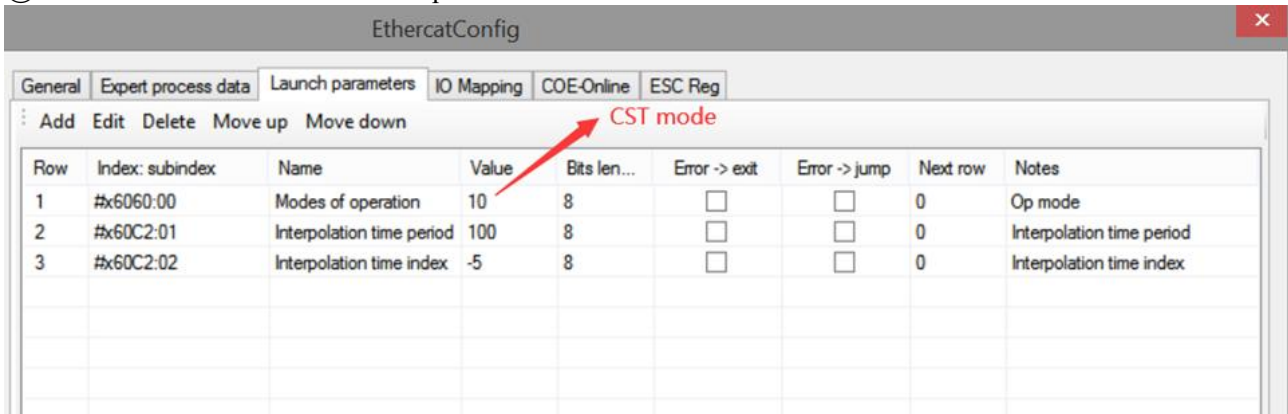 EthercatConfig
General Expert process data Launch parameters IO Mapping COE-Online ESC Reg
Add Edit Delete Move up Move down
CST mode
Row Index: subindex Name Value Bits len... Error -> exit Error -> jump Next row Notes
1 #x6060:00 Modes of operation 10 8 0 Op mode
2 #x60C2:01 Interpolation time period 100 8 0 Interpolation time period
3 #x60C2:02 Interpolation time index -5 8 0 Interpolation time index